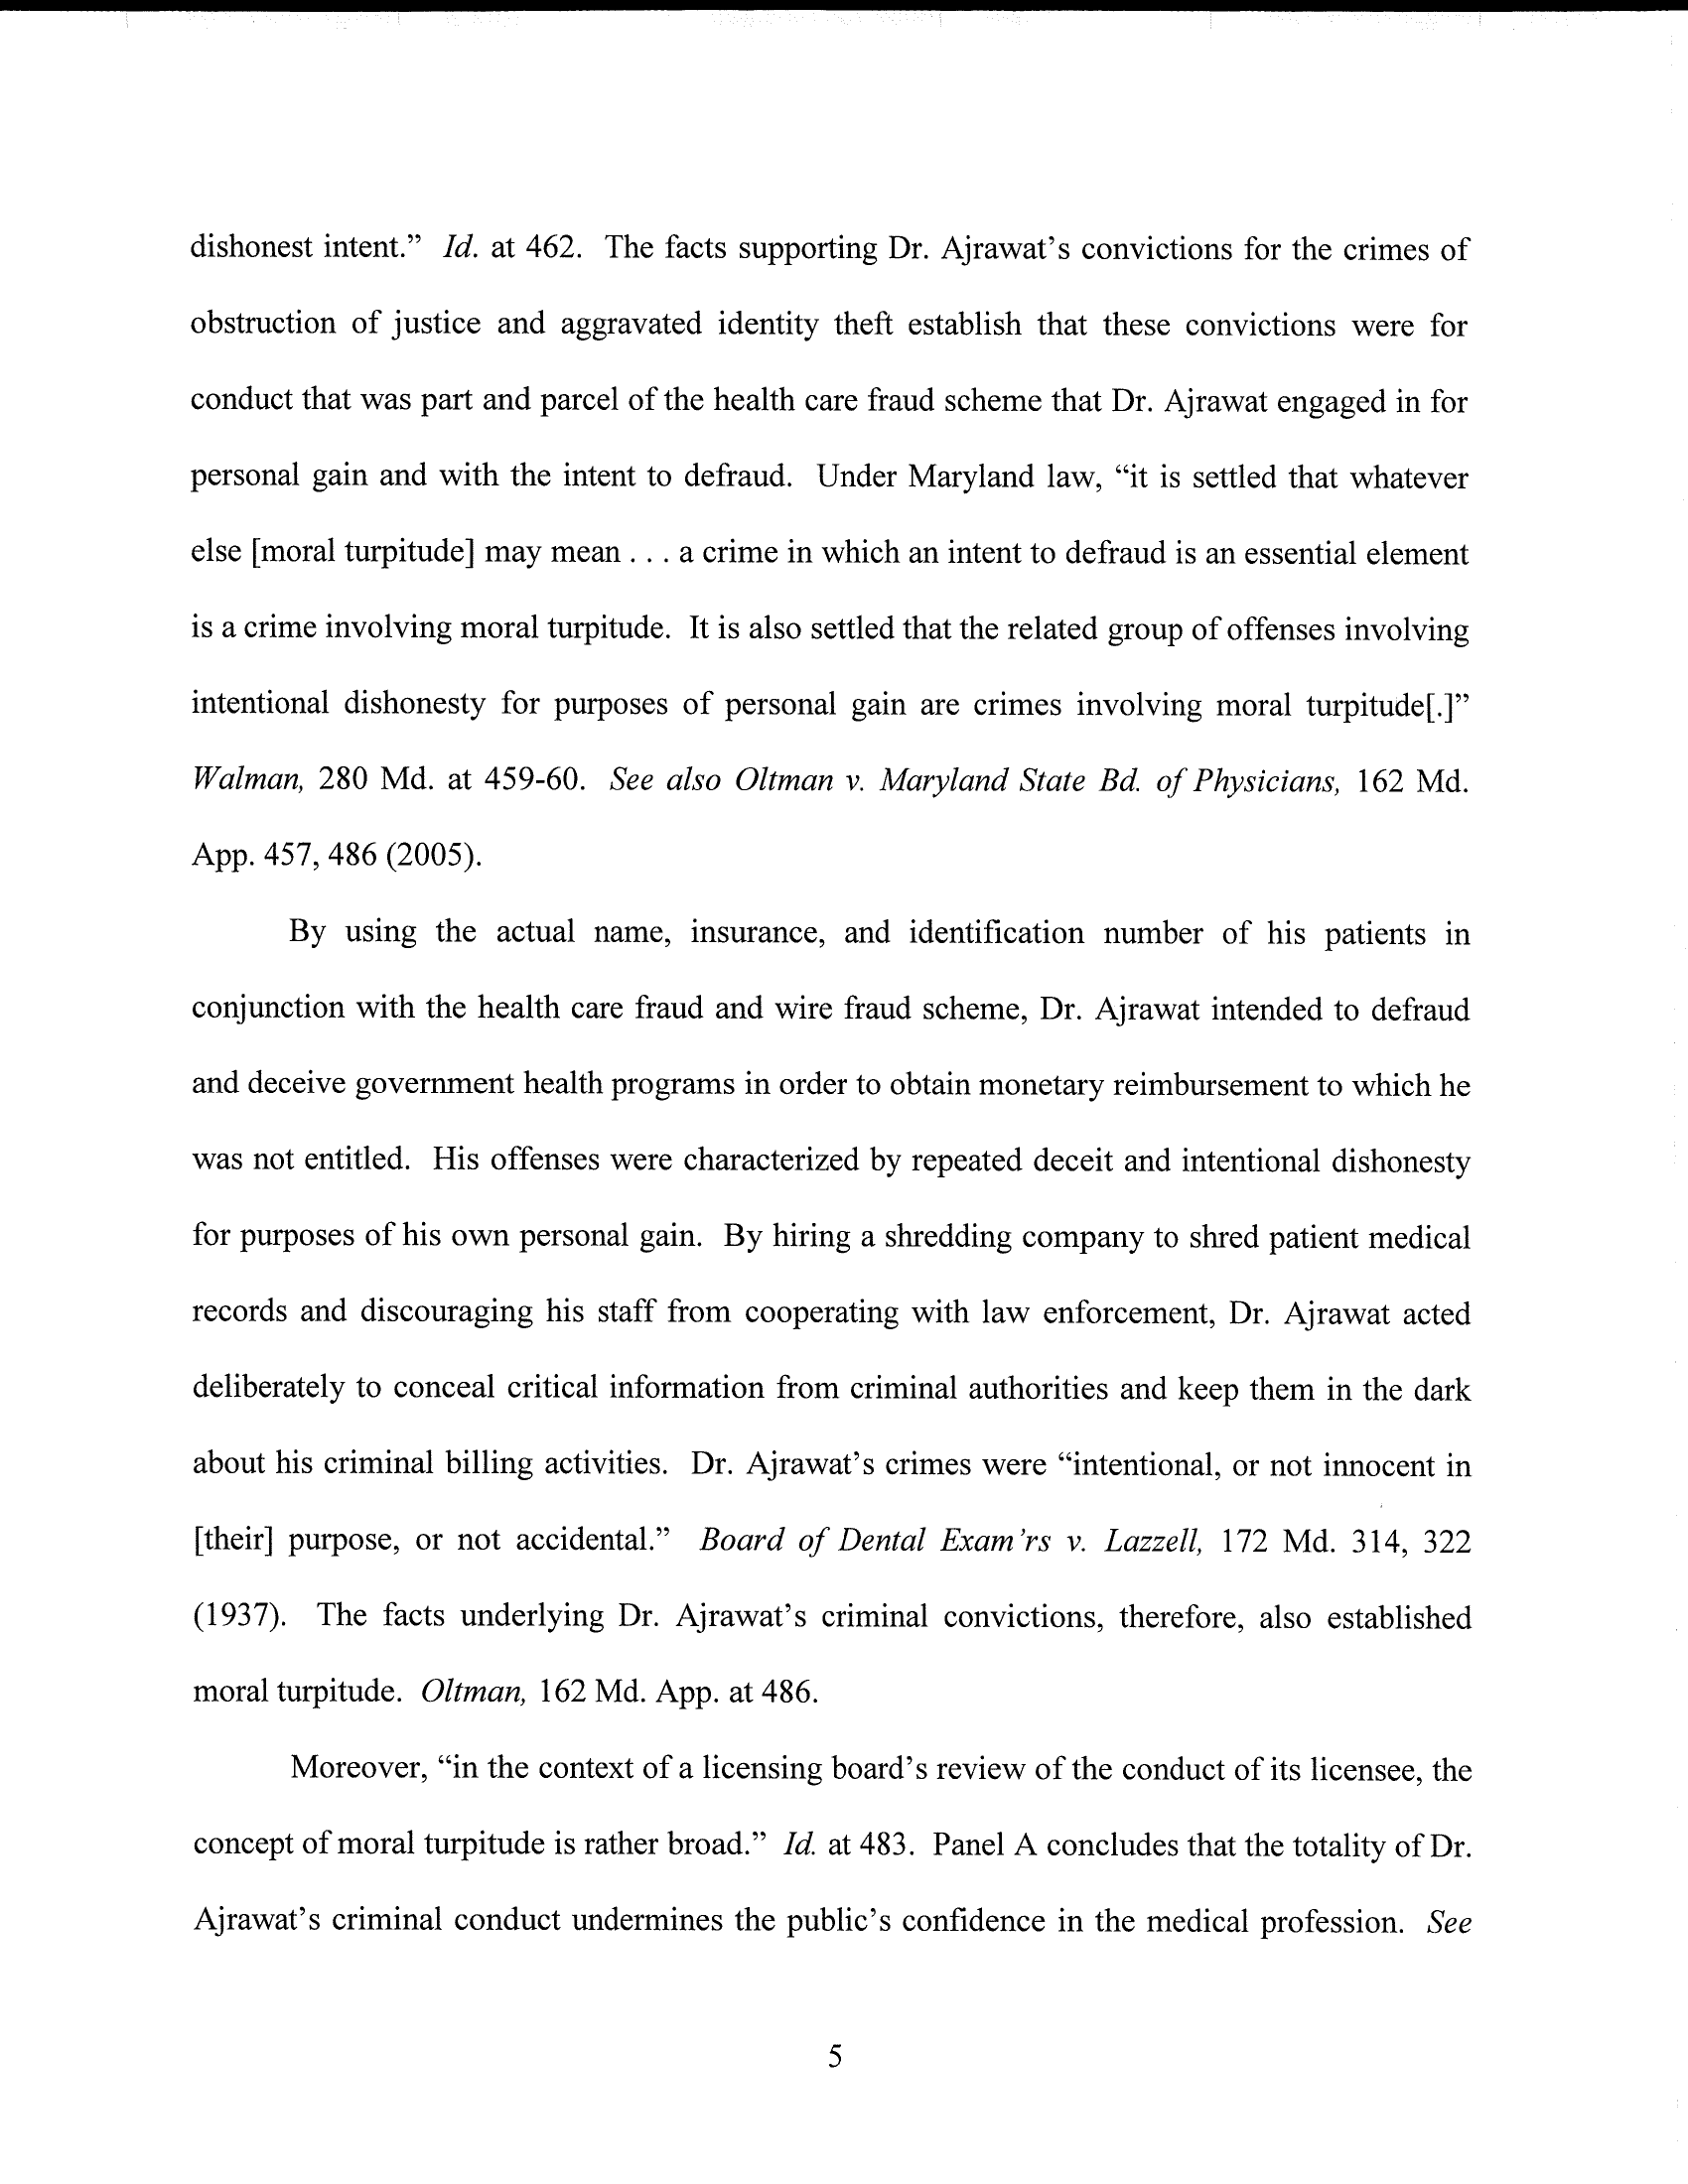 dishonest intent.” Id. at 462. The facts supporting Dr. Ajrawat’s convictions for the crimes of
obstruction of justice and aggravated identity theft establish that these convictions were for
conduct that was part and parcel of the health care fraud scheme that Dr. Ajrawat engaged in for
personal gain and with the intent to defraud. Under Maryland law, “it is settled that whatever
else [moral turpitude] may mean . . . a crime in which an intent to defraud is an essential element
is a crime involving moral turpitude. It is also settled that the related group of offenses involving
intentional dishonesty for purposes of personal gain are crimes involving moral turpitude[.]”
Walman, 280 Md. at 459-60. See also Oltman v. Maryland State Bd. of Physicians, 162 Md.
App. 457, 486 (2005).
By using the actual name, insurance, and identification number of his patients in
conjunction with the health care fraud and wire fraud scheme, Dr. Ajrawat intended to defraud
and deceive government health programs in order to obtain monetary reimbursement to which he
was not entitled. His offenses were characterized by repeated deceit and intentional dishonesty
for purposes of his own personal gain. By hiring a shredding company to shred patient medical
records and discouraging his staff from cooperating with law enforcement, Dr. Ajrawat acted
deliberately to conceal critical information from criminal authorities and keep them in the dark
about his criminal billing activities. Dr. Ajrawat’s crimes were “intentional, or not innocent in
[their] purpose, or not accidental.” Board of Dental Exam’rs v. Lazzell, 172 Md. 314, 322
(1937). The facts underlying Dr. Ajrawat’s criminal convictions, therefore, also established
moral turpitude. Oltman, 162 Md. App. at 486.
Moreover, “in the context of a licensing board’s review of the conduct of its licensee, the
concept of moral turpitude is rather broad.” Id. at 483. Panel A concludes that the totality of Dr.
Ajrawat’s criminal conduct undermines the public’s confidence in the medical profession. See
5